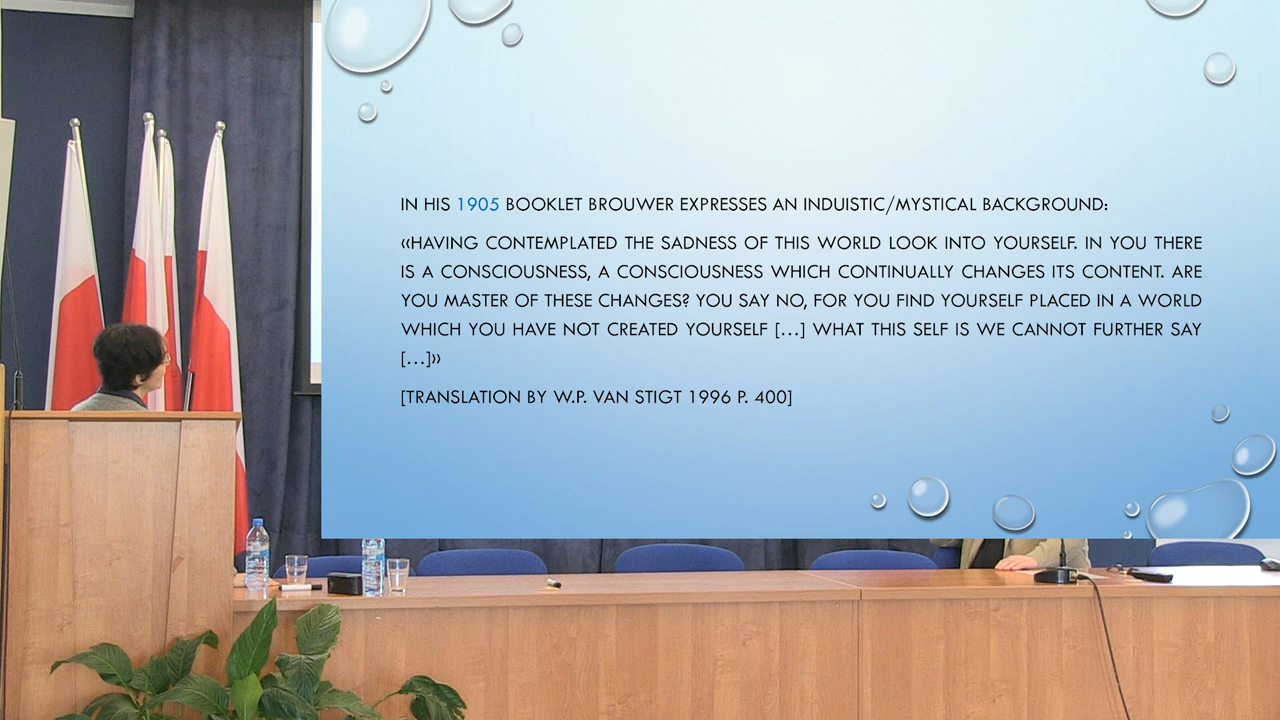 IN HIS 1905 BOOKLET BROUWER EXPRESSES AN INDUISTIC/MYSTICAL BACKGROUND:
«HAVING CONTEMPLATED THE SADNESS OF THIS WORLD LOOK INTO YOURSELF. IN YOU THERE
IS A CONSCIOUSNESS, A CONSCIOUSNESS WHICH CONTINUALLY CHANGES ITS CONTENT. ARE
YOU MASTER OF THESE CHANGES? YOU SAY NO, FOR YOU FIND YOURSELF PLACED IN A WORLD
WHICH YOU HAVE NOT CREATED YOURSELF […] WHAT THIS SELF IS WE CANNOT FURTHER SAY
[…]»
[TRANSLATION BY W.P. VAN STIGT 1996 P. 400]